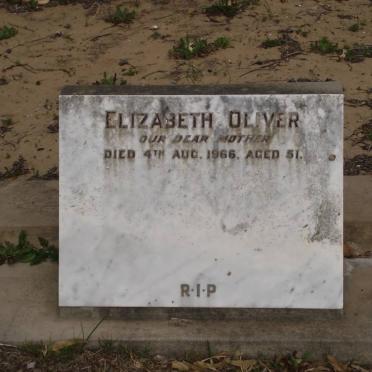 ELIZABETH OLIVER
OUR DEAR MOTHER
DIED 4TH AUG. 1966, AGED 51.
R·I·P